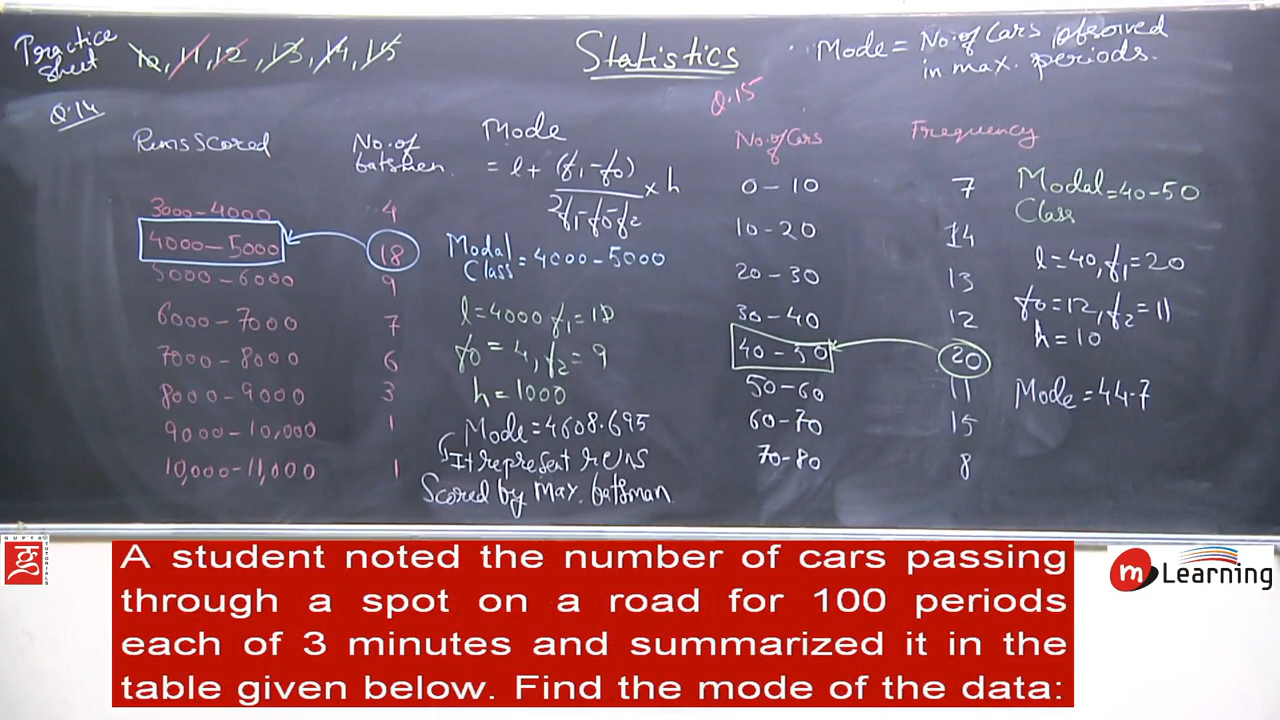 Practice Sheet 10, 11, 12, 13, 14, 15
Statistics
Mode = No. of Cars observed in max. periods.
Q.14
Runs Scored No. of batsmen.
3000-4000 4
4000-5000 18
5000-6000 9
6000-7000 7
7000-8000 6
8000-9000 3
9000-10,000 1
10,000-11,000 1
Mode
= l + (f1-f0)
2f1-f0-f2 × h
Modal Class = 4000-5000
l=4000 f1=18
f0 = 4, f2 = 9
h = 1000
Mode = 4608.695
It represent runs
Scored by Max. batsman.
Q.15
No. of Cars Frequency
0-10 7
10-20 14
20-30 13
30-40 12
40-50 20
50-60 11
60-70 15
70-80 8
Modal Class = 40-50
l=40, f1=20
f0=12, f2=11
h=10
Mode = 44.7
GUPTA TUTORIALS
A student noted the number of cars passing
through a spot on a road for 100 periods
each of 3 minutes and summarized it in the
table given below. Find the mode of the data:
m Learning